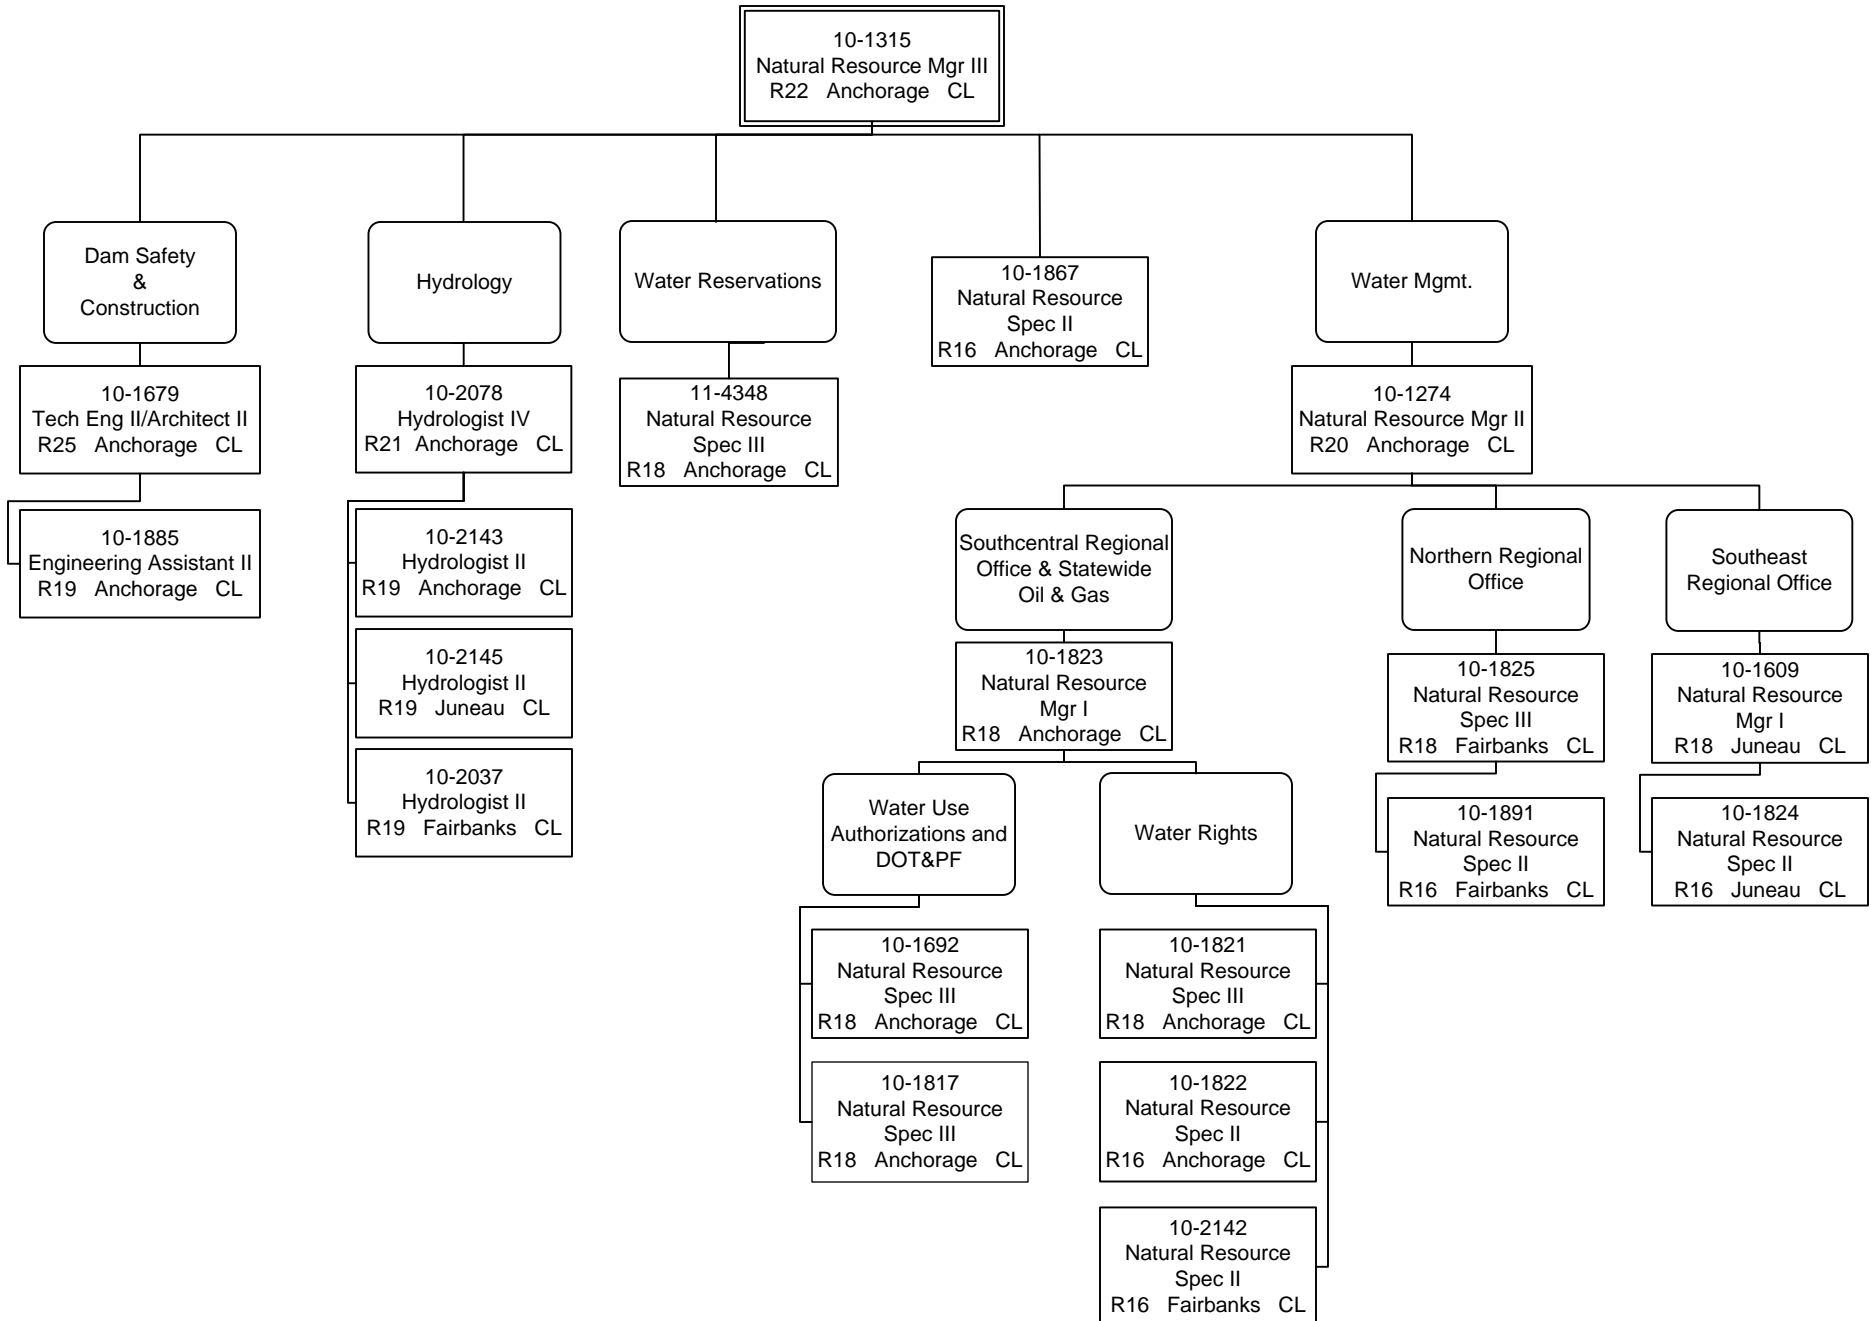 10-1315
Natural Resource Mgr III
R22 Anchorage CL
Dam Safety
&
Construction
Hydrology
Water Reservations
10-1867
Natural Resource
Spec II
R16 Anchorage CL
Water Mgmt.
10-1679
Tech Eng II/Architect II
R25 Anchorage CL
10-2078
Hydrologist IV
R21 Anchorage CL
11-4348
Natural Resource
Spec III
R18 Anchorage CL
10-1274
Natural Resource Mgr II
R20 Anchorage CL
10-1885
Engineering Assistant II
R19 Anchorage CL
10-2143
Hydrologist II
R19 Anchorage CL
10-2145
Hydrologist II
R19 Juneau CL
10-2037
Hydrologist II
R19 Fairbanks CL
Southcentral Regional
Office & Statewide
Oil & Gas
Northern Regional
Office
Southeast
Regional Office
10-1823
Natural Resource
Mgr I
R18 Anchorage CL
10-1825
Natural Resource
Spec III
R18 Fairbanks CL
10-1609
Natural Resource
Mgr I
R18 Juneau CL
Water Use
Authorizations and
DOT&PF
Water Rights
10-1891
Natural Resource
Spec II
R16 Fairbanks CL
10-1824
Natural Resource
Spec II
R16 Juneau CL
10-1692
Natural Resource
Spec III
R18 Anchorage CL
10-1821
Natural Resource
Spec III
R18 Anchorage CL
10-1817
Natural Resource
Spec III
R18 Anchorage CL
10-1822
Natural Resource
Spec II
R16 Anchorage CL
10-2142
Natural Resource
Spec II
R16 Fairbanks CL